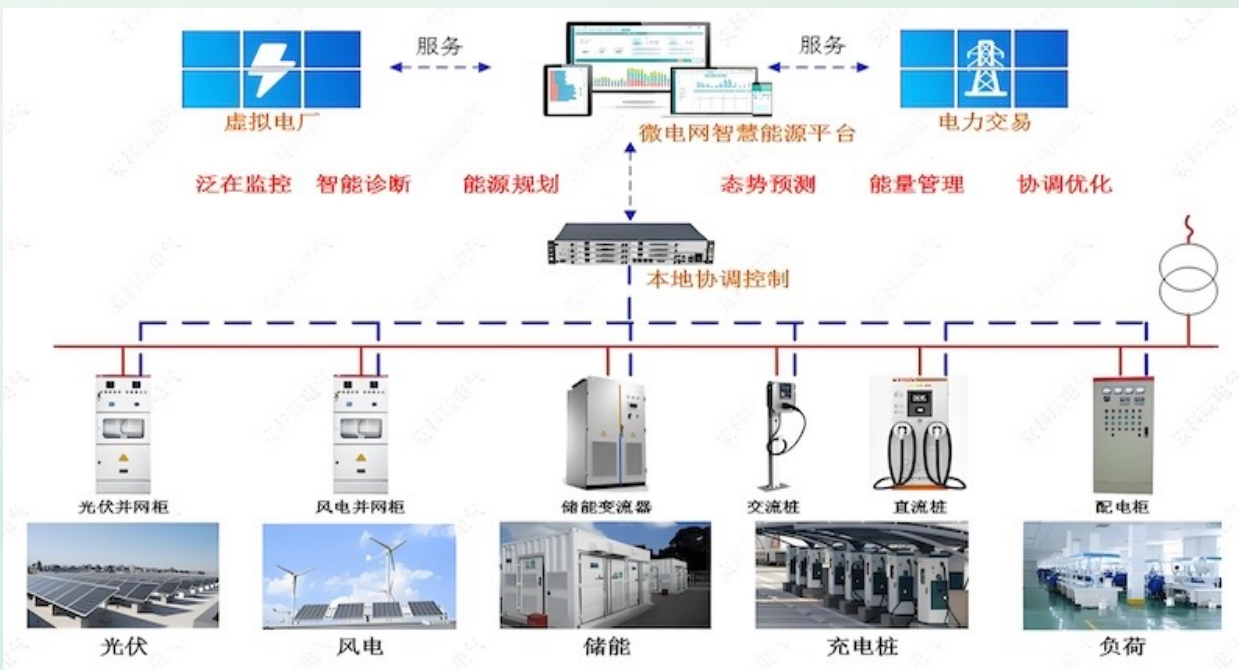 服务
服务
虚拟电厂
微电网智慧能源平台
电力交易
泛在监控 智能诊断 能源规划 态势预测 能量管理 协调优化
本地协调控制
光伏并网柜 风电并网柜 储能变流器 交流桩 直流桩 配电柜
光伏 风电 储能 充电桩 负荷